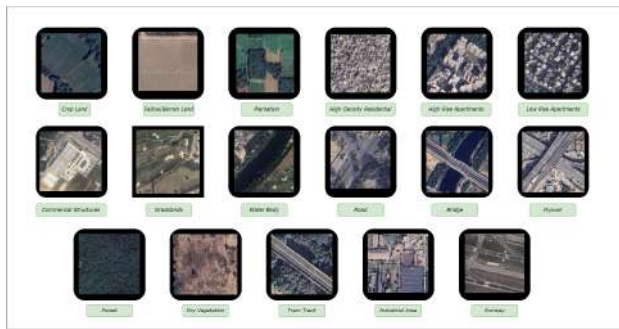 Crop Land
Fallow/Barren Land
Plantation
High Density Residential
High Rise Apartments
Low Rise Apartments
Commercial Structures
Grasslands
Water Body
Road
Bridge
Flyover
Forest
Dry Vegetation
Train Track
Industrial Area
Runway